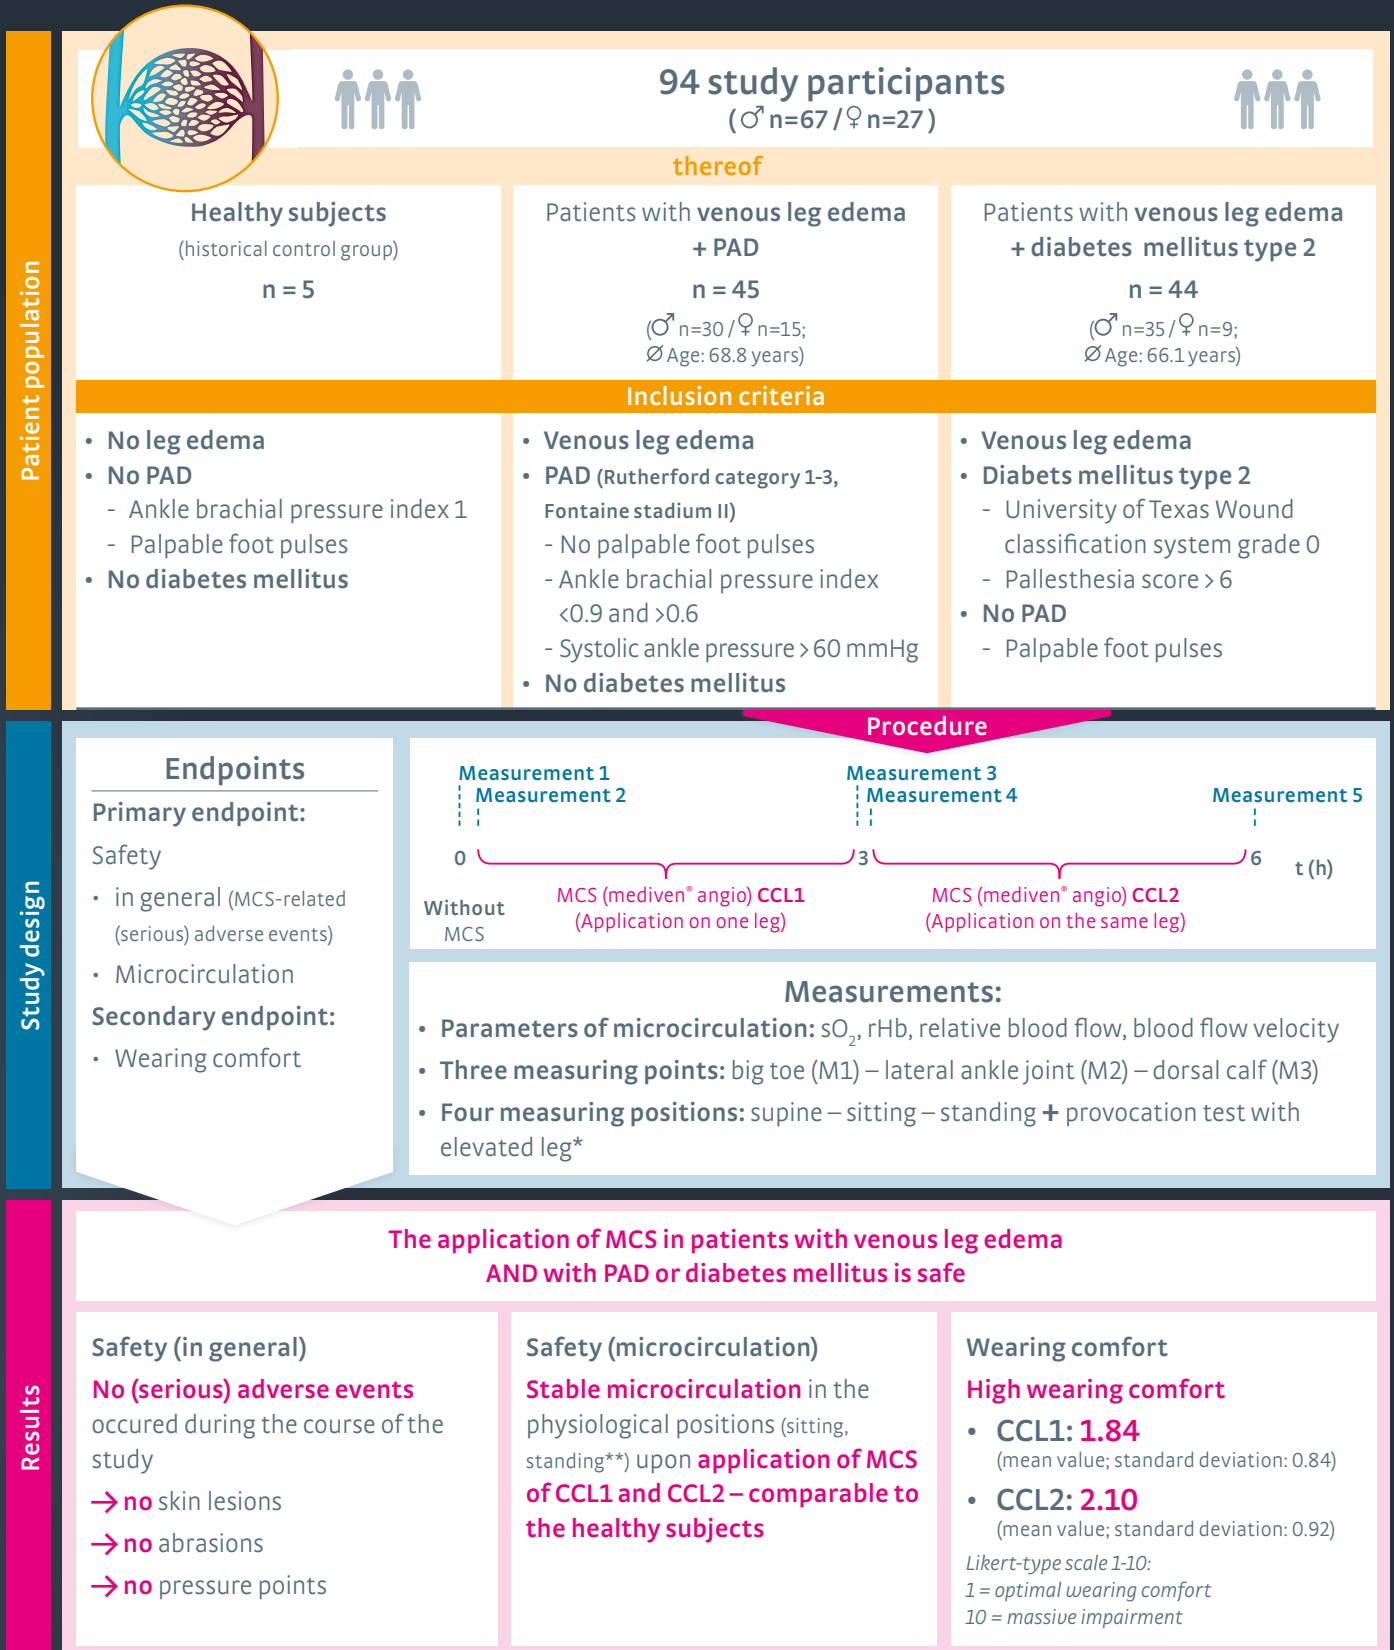 94 study participants
(♂ n=67 / ♀ n=27)
thereof
Healthy subjects
(historical control group)
n = 5
Patients with venous leg edema
+ PAD
n = 45
(♂ n=30 / ♀ n=15;
Ø Age: 68.8 years)
Patients with venous leg edema
+ diabetes mellitus type 2
n = 44
(♂ n=35 / ♀ n=9;
Ø Age: 66.1 years)
Patient population
Inclusion criteria
• No leg edema
• No PAD
- Ankle brachial pressure index 1
- Palpable foot pulses
• No diabetes mellitus
• Venous leg edema
• PAD (Rutherford category 1-3,
Fontaine stadium II)
- No palpable foot pulses
- Ankle brachial pressure index
<0.9 and >0.6
- Systolic ankle pressure > 60 mmHg
• No diabetes mellitus
• Venous leg edema
• Diabets mellitus type 2
- University of Texas Wound
classification system grade 0
- Pallesthesia score > 6
• No PAD
- Palpable foot pulses
Study design
Endpoints
Primary endpoint:
Safety
• in general (MCS-related
(serious) adverse events)
• Microcirculation
Secondary endpoint:
• Wearing comfort
Procedure
Measurement 1
Measurement 2
Measurement 3
Measurement 4
Measurement 5
0
3
6
t (h)
Without
MCS
MCS (mediven® angio) CCL1
(Application on one leg)
MCS (mediven® angio) CCL2
(Application on the same leg)
Measurements:
• Parameters of microcirculation: sO₂, rHb, relative blood flow, blood flow velocity
• Three measuring points: big toe (M1) – lateral ankle joint (M2) – dorsal calf (M3)
• Four measuring positions: supine – sitting – standing + provocation test with
elevated leg*
Results
The application of MCS in patients with venous leg edema
AND with PAD or diabetes mellitus is safe
Safety (in general)
No (serious) adverse events
occured during the course of the
study
→ no skin lesions
→ no abrasions
→ no pressure points
Safety (microcirculation)
Stable microcirculation in the
physiological positions (sitting,
standing**) upon application of MCS
of CCL1 and CCL2 – comparable to
the healthy subjects
Wearing comfort
High wearing comfort
• CCL1: 1.84
(mean value; standard deviation: 0.84)
• CCL2: 2.10
(mean value; standard deviation: 0.92)
Likert-type scale 1-10:
1 = optimal wearing comfort
10 = massive impairment